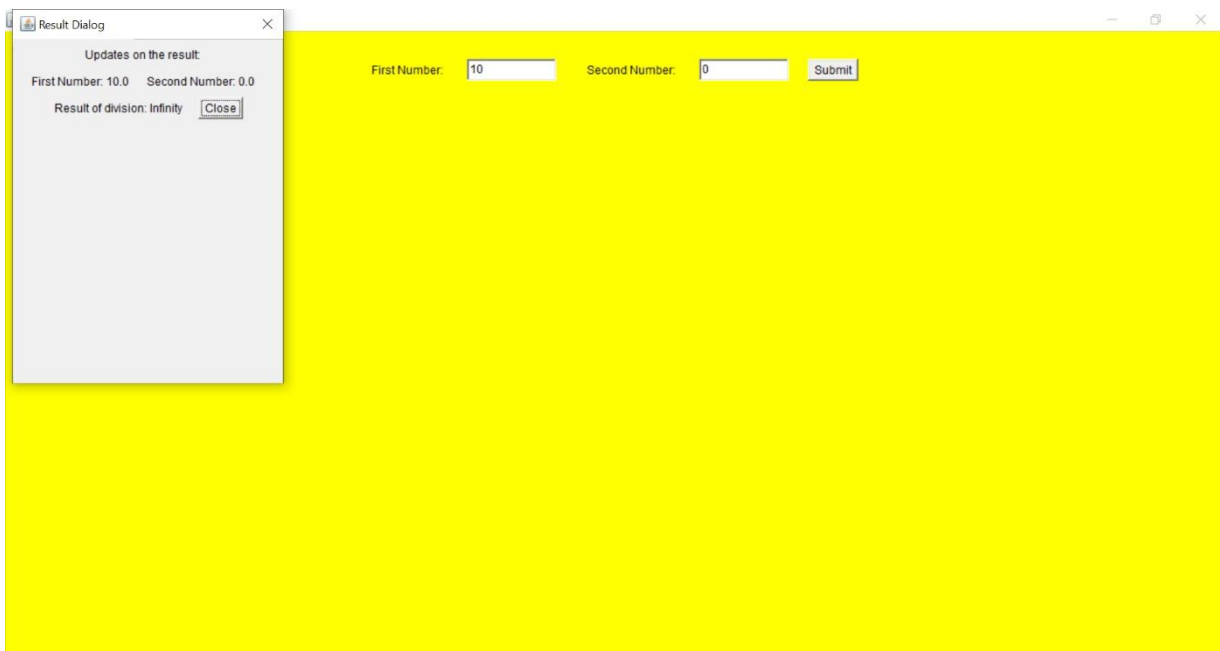 Result Dialog
Updates on the result:
First Number: 10.0 Second Number: 0.0
Result of division: Infinity Close
First Number: 10 Second Number: 0 Submit